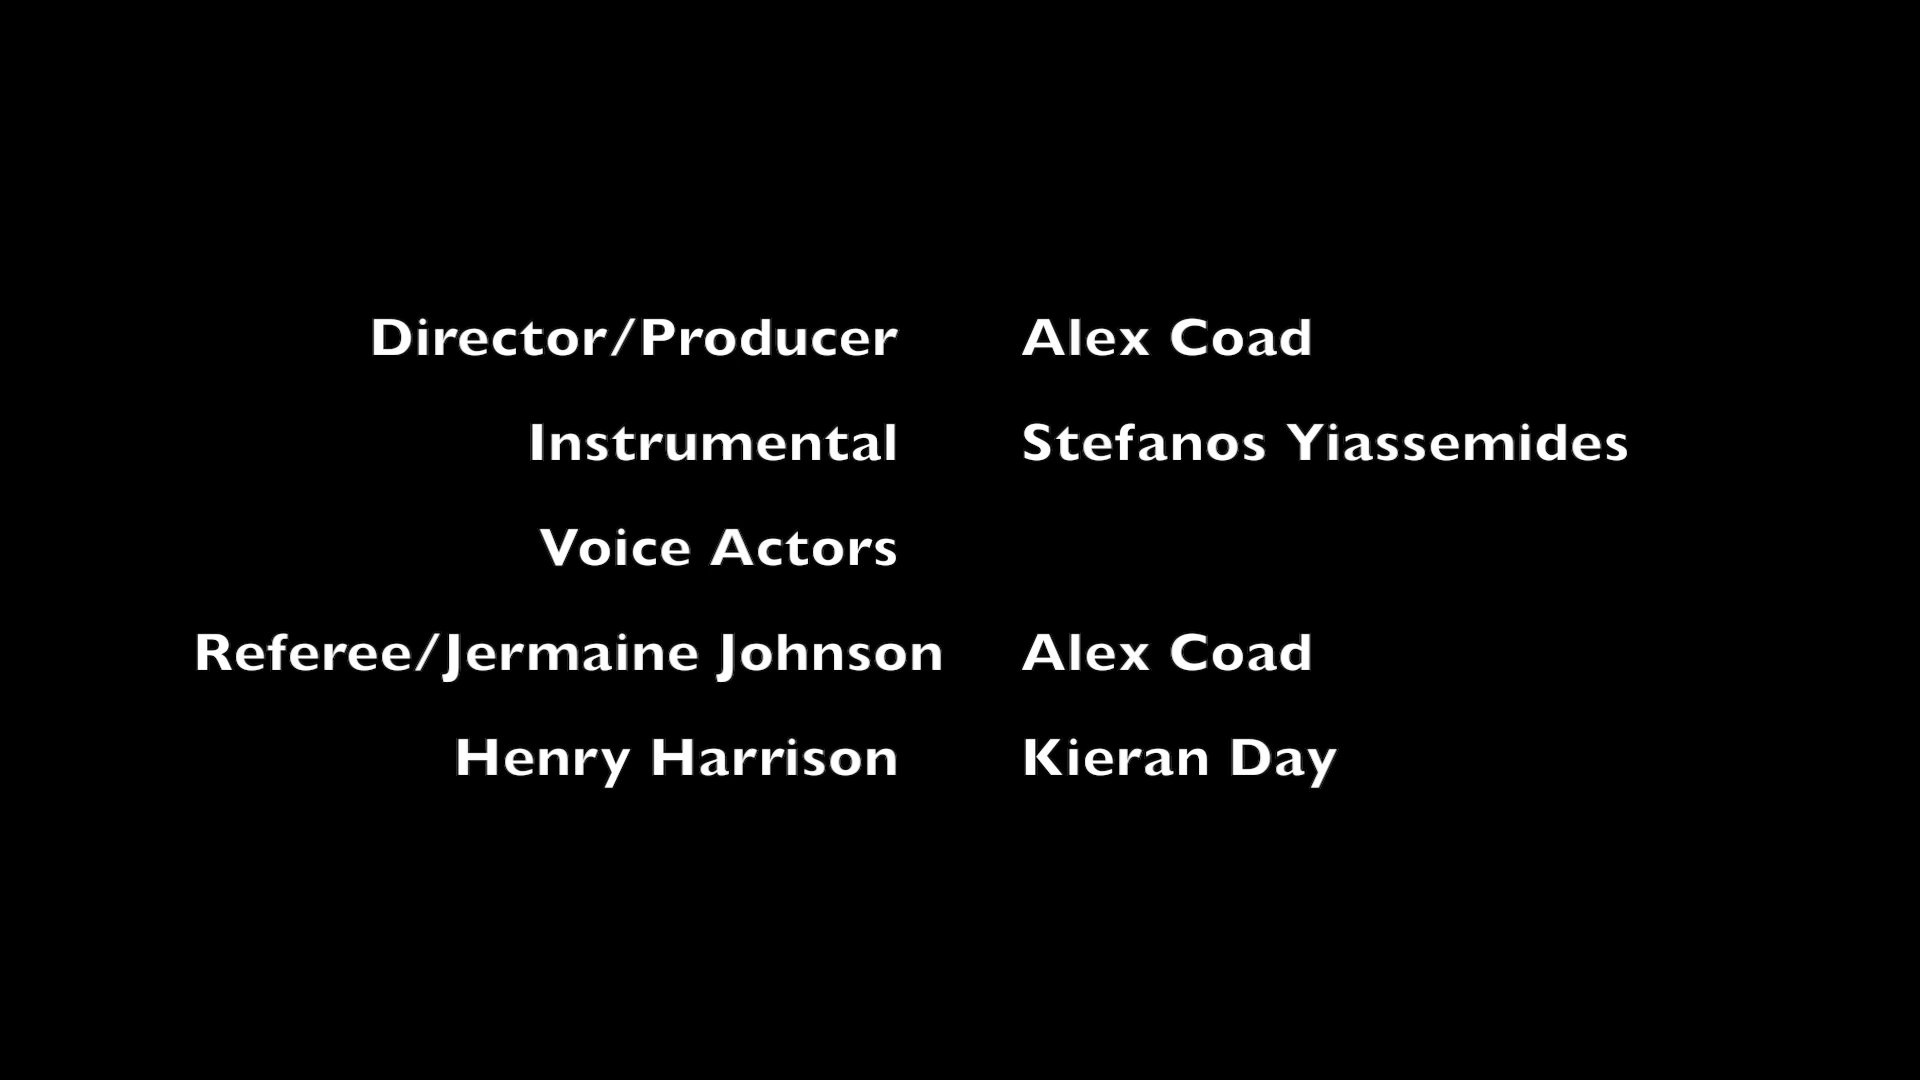 Director/Producer Alex Coad
Instrumental Stefanos Yiassemides
Voice Actors
Referee/Jermaine Johnson Alex Coad
Henry Harrison Kieran Day